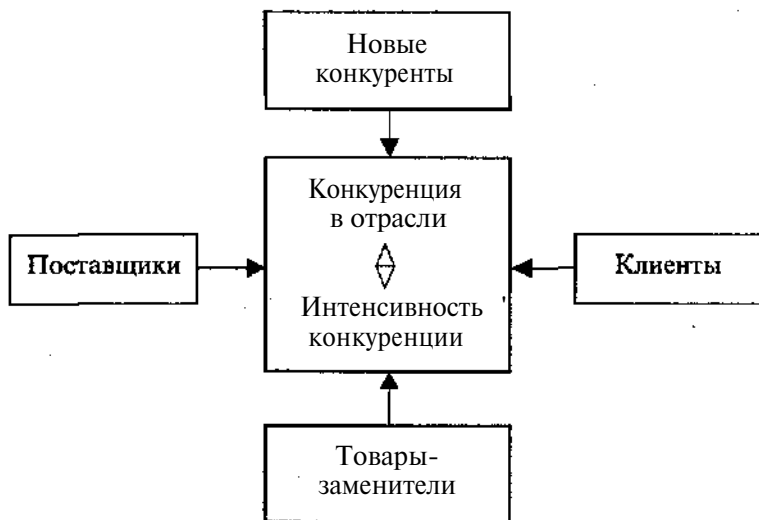 Новые
конкуренты
Конкуренция
в отрасли
Поставщики
Клиенты
Интенсивность
конкуренции
Товары-
заменители